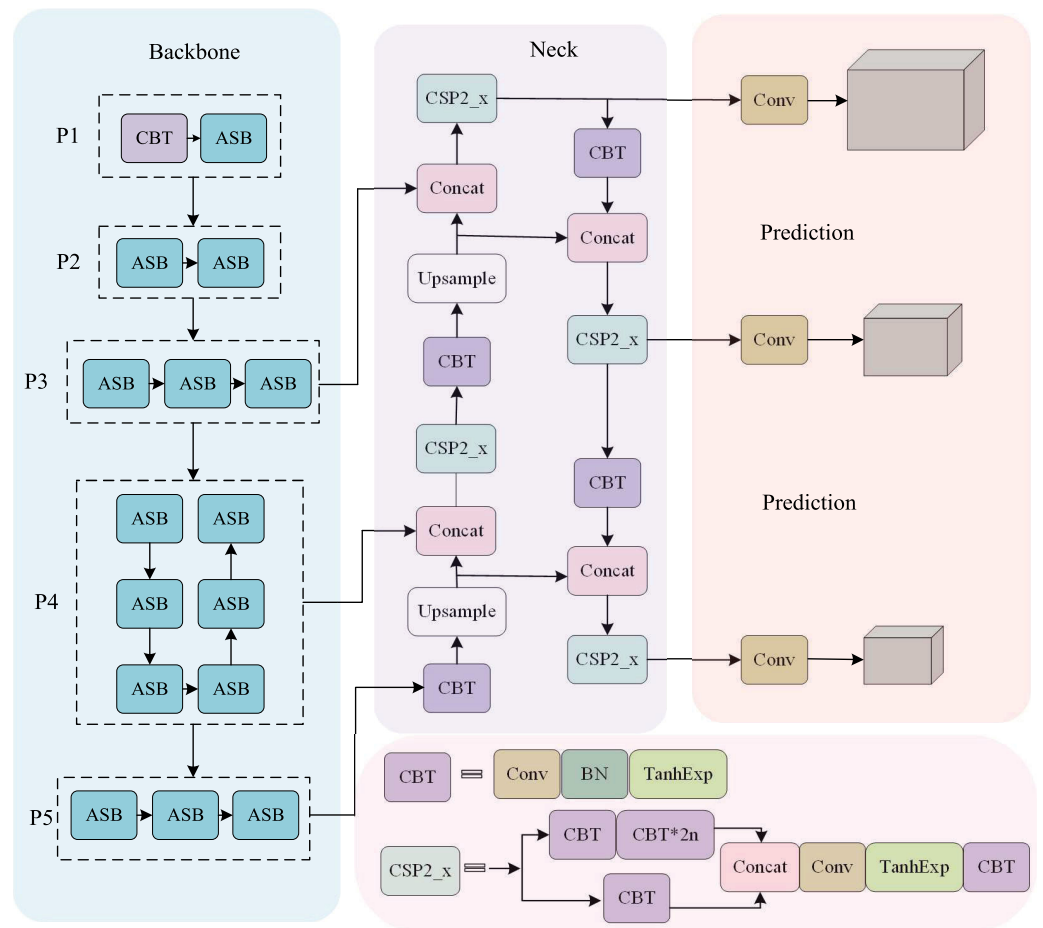 Backbone
P1
CBT
ASB
P2
ASB
ASB
P3
ASB
ASB
ASB
P4
ASB
ASB
ASB
ASB
ASB
ASB
P5
ASB
ASB
ASB
Neck
CSP2_x
CBT
Concat
Concat
Upsample
CSP2_x
CBT
CSP2_x
CBT
Concat
Concat
Upsample
CSP2_x
CBT
Conv
Prediction
Conv
Prediction
Conv
CBT = Conv BN TanhExp
CBT CBT*2n
CSP2_x = Concat Conv TanhExp CBT
CBT